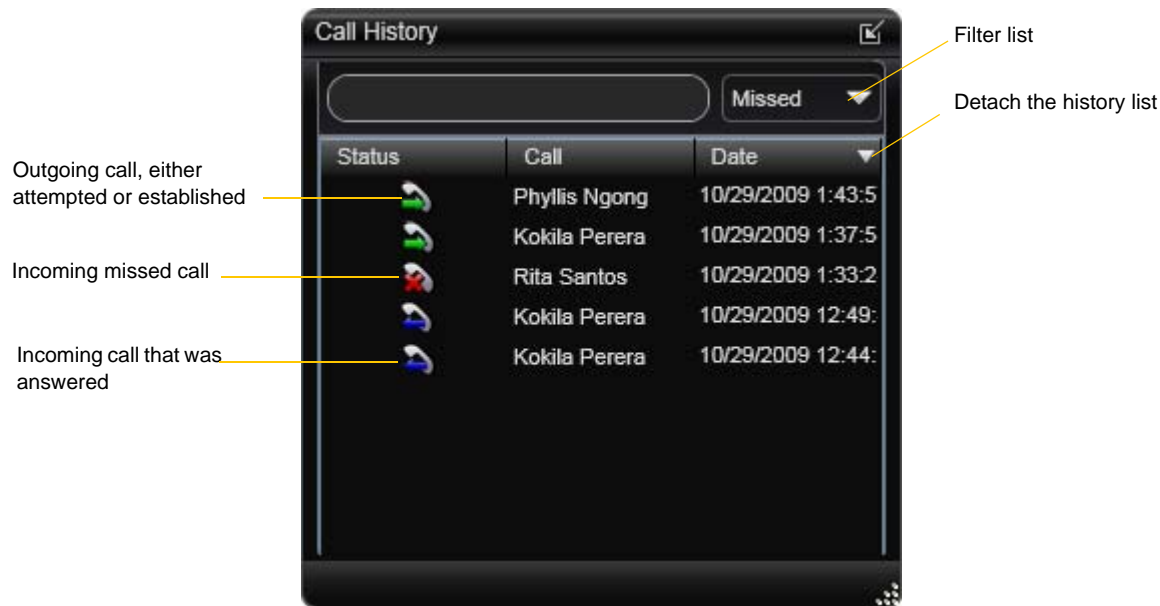 Call History
Filter list
Missed
Detach the history list
Status Call Date
Outgoing call, either
attempted or established
Phyllis Ngong 10/29/2009 1:43:5
Kokila Perera 10/29/2009 1:37:5
Incoming missed call
Rita Santos 10/29/2009 1:33:2
Kokila Perera 10/29/2009 12:49:
Incoming call that was
answered
Kokila Perera 10/29/2009 12:44: